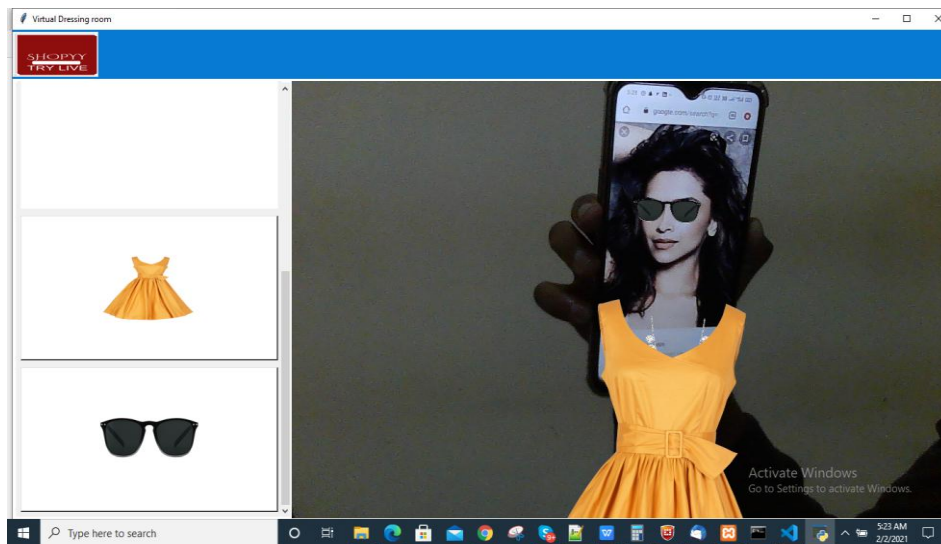 Virtual Dressing room
SHOPYY
TRY LIVE
google.com/search?q
Activate Windows
Go to Settings to activate Windows.
Type here to search
5:23 AM
2/2/2021